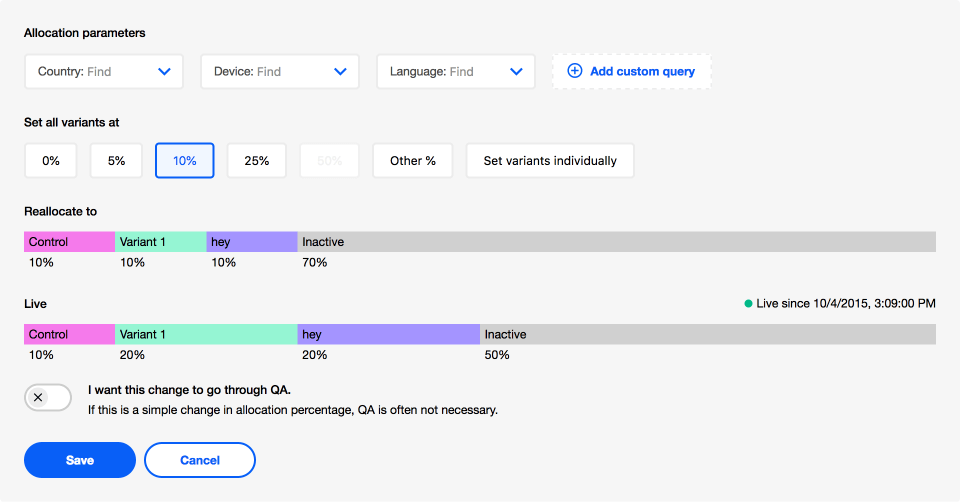 Allocation parameters
Country: Find Device: Find Language: Find Add custom query
Set all variants at
0% 5% 10% 25% 50% Other % Set variants individually
Reallocate to
Control Variant 1 hey Inactive
10% 10% 10% 70%
Live Live since 10/4/2015, 3:09:00 PM
Control Variant 1 hey Inactive
10% 20% 20% 50%
I want this change to go through QA.
If this is a simple change in allocation percentage, QA is often not necessary.
Save Cancel